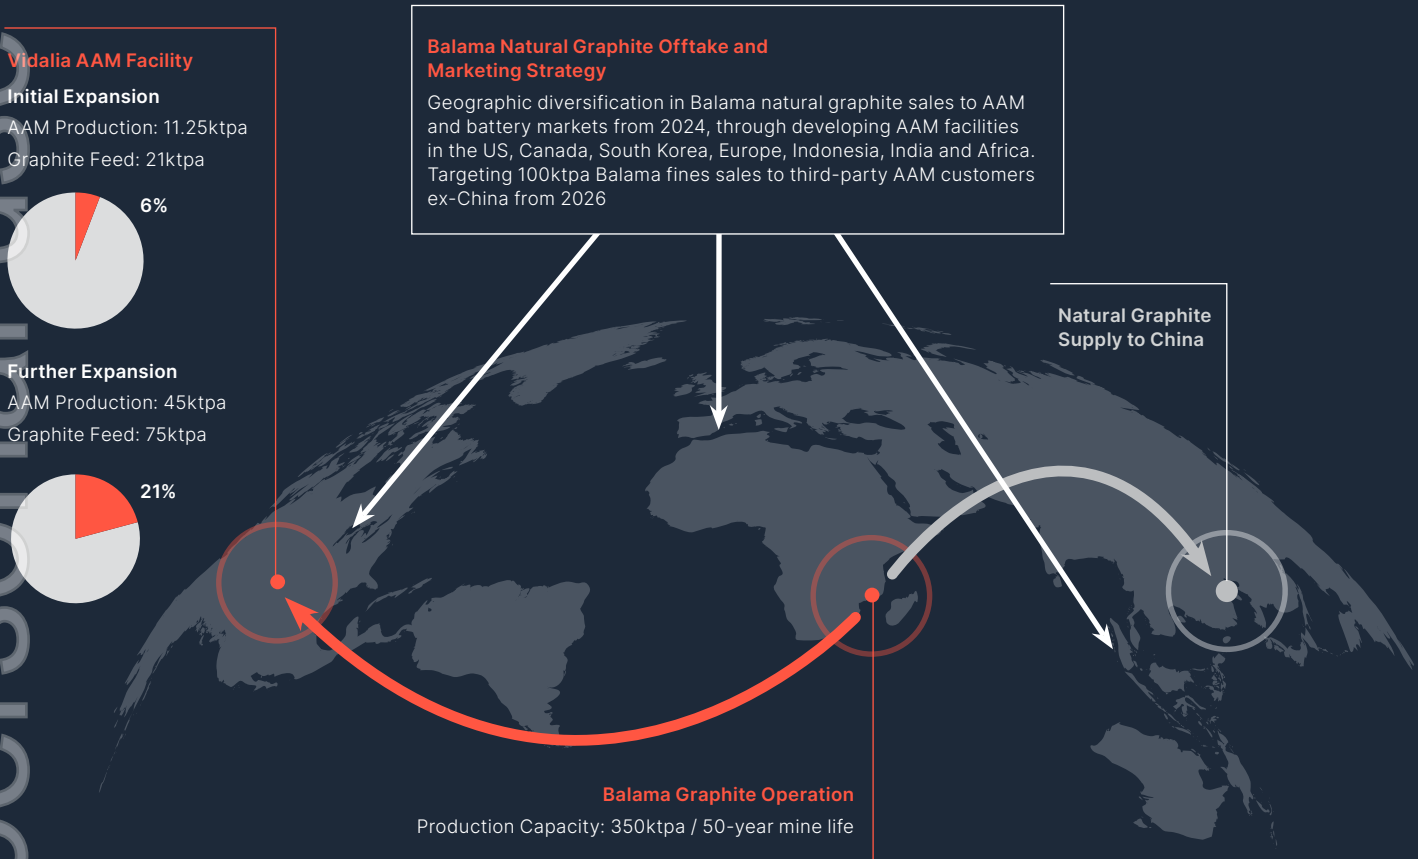 Vidalia AAM Facility
Initial Expansion
AAM Production: 11.25ktpa
Graphite Feed: 21ktpa
6%
Further Expansion
AAM Production: 45ktpa
Graphite Feed: 75ktpa
21%
Balama Natural Graphite Offtake and
Marketing Strategy
Geographic diversification in Balama natural graphite sales to AAM
and battery markets from 2024, through developing AAM facilities
in the US, Canada, South Korea, Europe, Indonesia, India and Africa.
Targeting 100ktpa Balama fines sales to third-party AAM customers
ex-China from 2026
Natural Graphite
Supply to China
Balama Graphite Operation
Production Capacity: 350ktpa / 50-year mine life